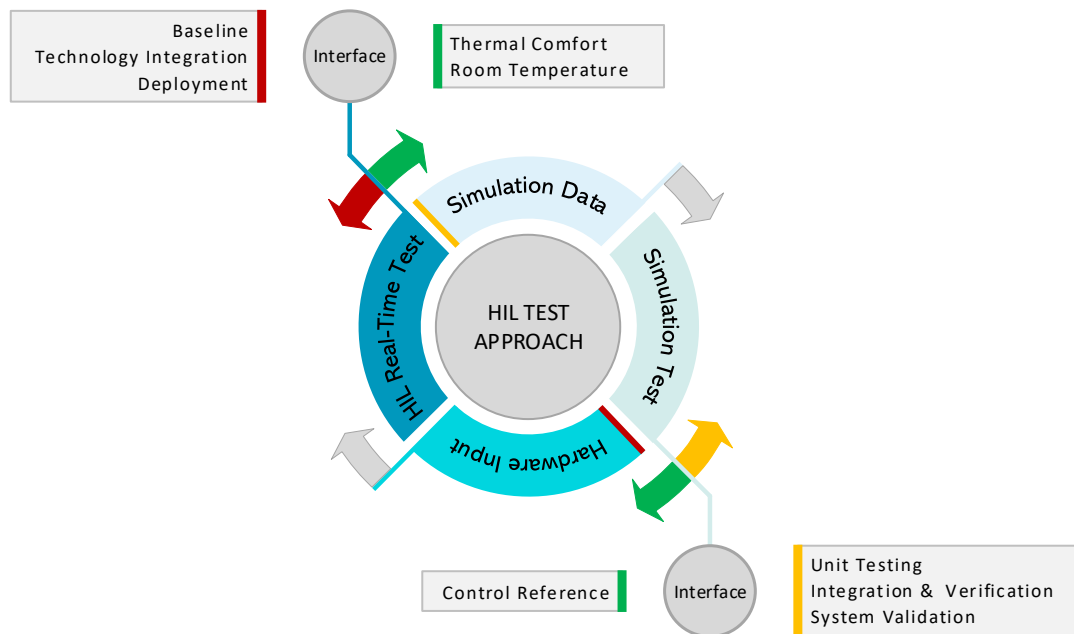 Baseline
Technology Integration
Deployment
Interface
Thermal Comfort
Room Temperature
Simulation Data
HIL Real-Time Test
HIL TEST
APPROACH
Simulation Test
Hardware Input
Control Reference
Interface
Unit Testing
Integration & Verification
System Validation